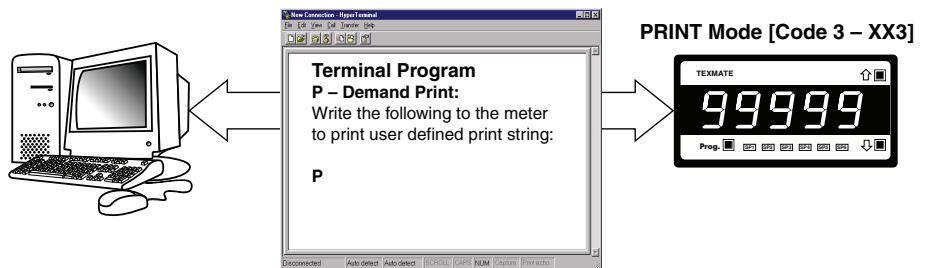 New Connection - HyperTerminal
File Edit View Call Transfer Help
Terminal Program
P – Demand Print:
Write the following to the meter
to print user defined print string:
P
Disconnected Auto detect Auto detect SCROLL CAPS NUM Capture Print echo
PRINT Mode [Code 3 – XX3]
TEXMATE
99999
Prog. SP1 SP2 SP3 SP4 SP5 SP6